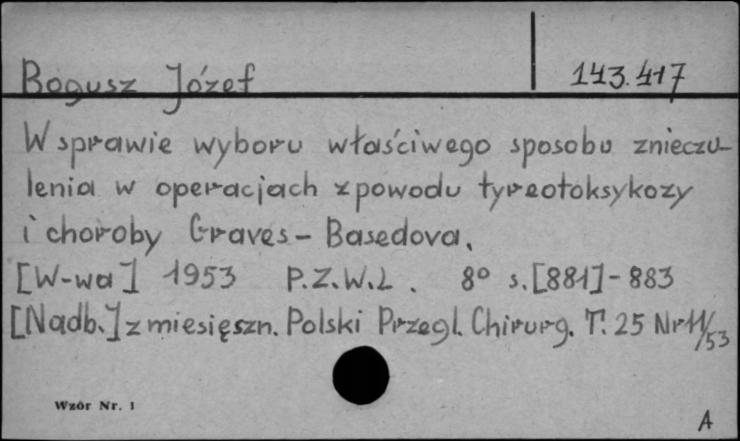 Bogusz Józef 143.417
W sprawie wyboru właściwego sposobu znieczu-
lenia w operacjach z powodu tyreotoksykozy
i choroby Graves - Basedova.
[W-wa] 1953 P.Z.W.L. 8° s.[881]-883
[Nadb.] z miesięszn. Polski Przegl. Chirurg. T. 25 Nr 11/53
Wzór Nr. 1
A